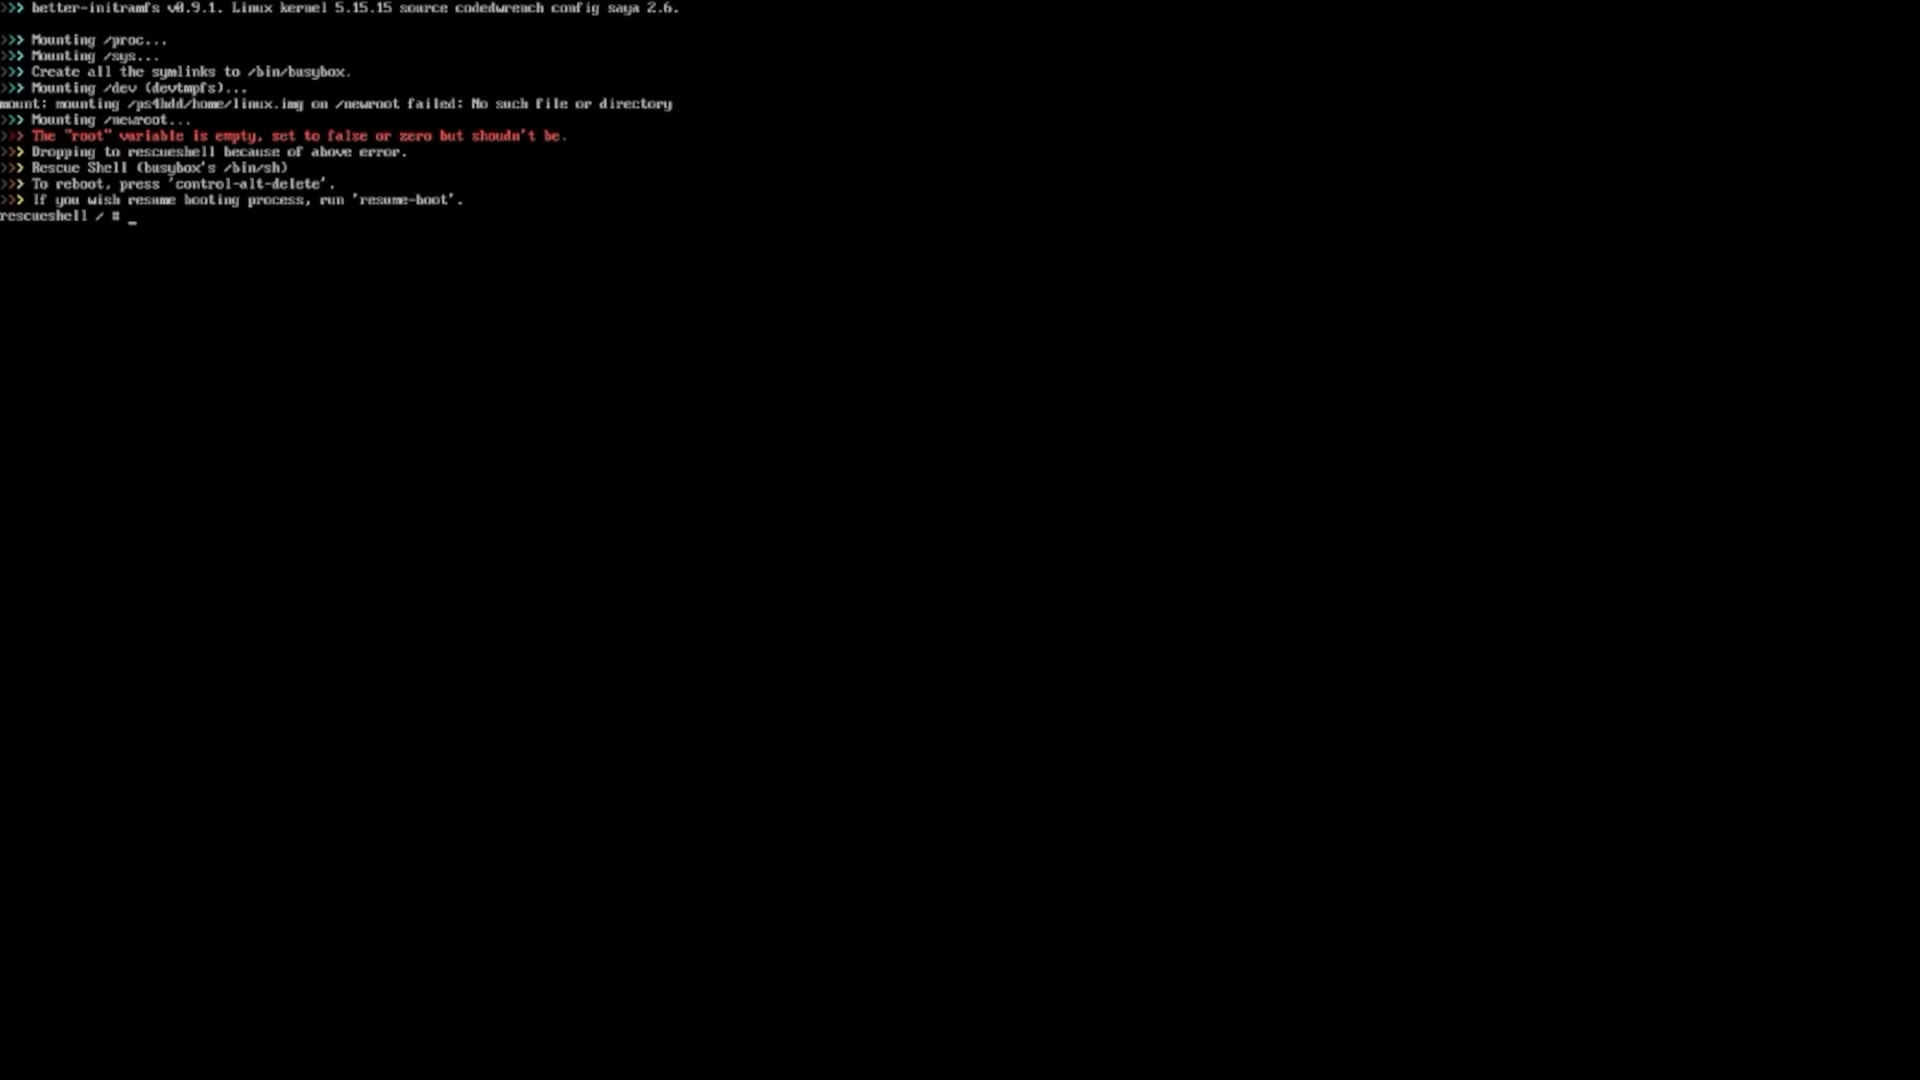 >>> better-initramfs v0.9.1. Linux kernel 5.15.15 source codedwrench config saya 2.6.
>>> Mounting /proc...
>>> Mounting /sys...
>>> Create all the symlinks to /bin/busybox.
>>> Mounting /dev (devtmpfs)...
mount: mounting /ps4hdd/home/linux.img on /newroot failed: No such file or directory
>>> Mounting /newroot...
>>> The "root" variable is empty, set to false or zero but shoudn't be.
>>> Dropping to rescueshell because of above error.
>>> Rescue Shell (busybox's /bin/sh)
>>> To reboot, press 'control-alt-delete'.
>>> If you wish resume booting process, run 'resume-boot'.
rescueshell / # _